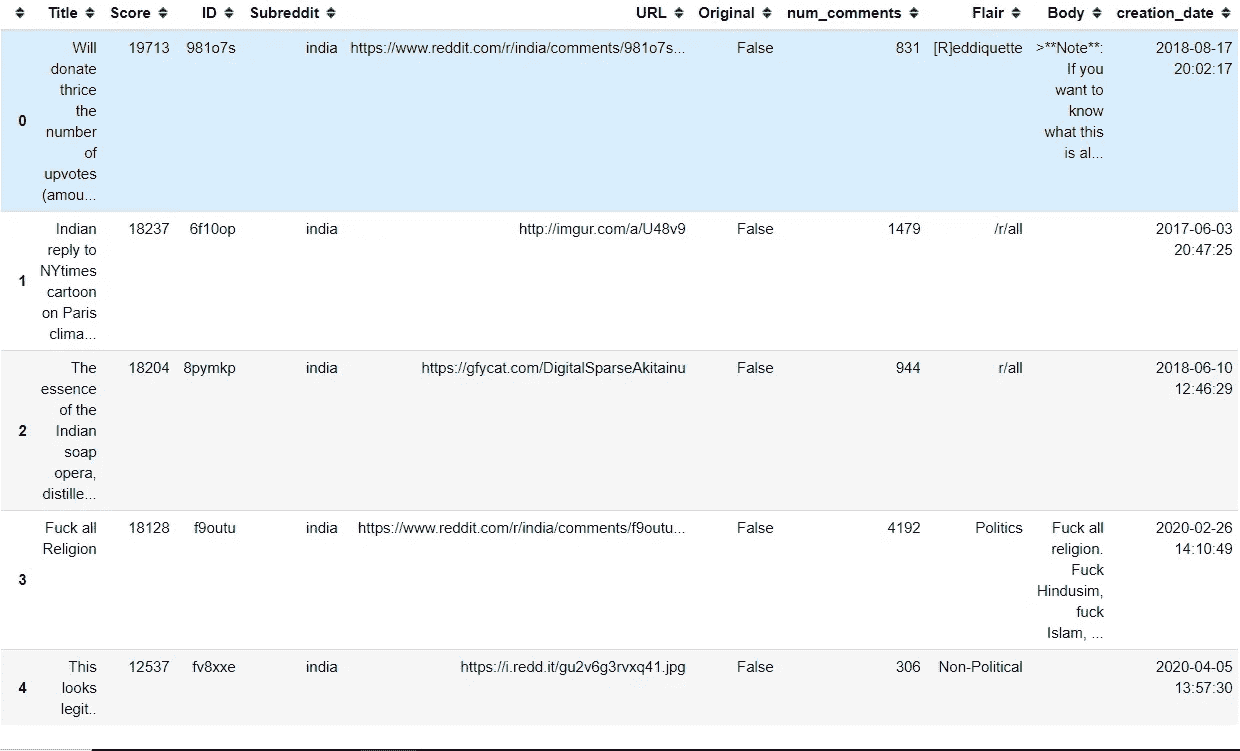 Title Score ID Subreddit URL Original num_comments Flair Body creation_date
Will 19713 981o7s india https://www.reddit.com/r/india/comments/981o7s... False 831 [R]eddiquette >**Note**: 2018-08-17
donate If you 20:02:17
thrice want to
the know
0
number what this
of is al...
upvotes
(amou...
Indian 18237 6f10op india http://imgur.com/a/U48v9 False 1479 /r/all 2017-06-03
reply to 20:47:25
NYtimes
1
cartoon
on Paris
clima...
The 18204 8pymkp india https://gfycat.com/DigitalSparseAkitainu False 944 r/all 2018-06-10
essence 12:46:29
of the
2 Indian
soap
opera,
distille...
Fuck all 18128 f9outu india https://www.reddit.com/r/india/comments/f9outu... False 4192 Politics Fuck all 2020-02-26
Religion religion. 14:10:49
Fuck
3
Hindusim,
fuck
Islam, ...
This 12537 fv8xxe india https://i.redd.it/gu2v6g3rvxq41.jpg False 306 Non-Political 2020-04-05
4 looks 13:57:30
legit..